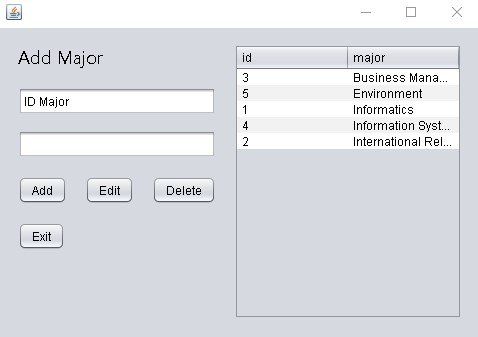 Add Major
ID Major
Add Edit Delete
Exit
id major
3 Business Mana...
5 Environment
1 Informatics
4 Information Syst...
2 International Rel...